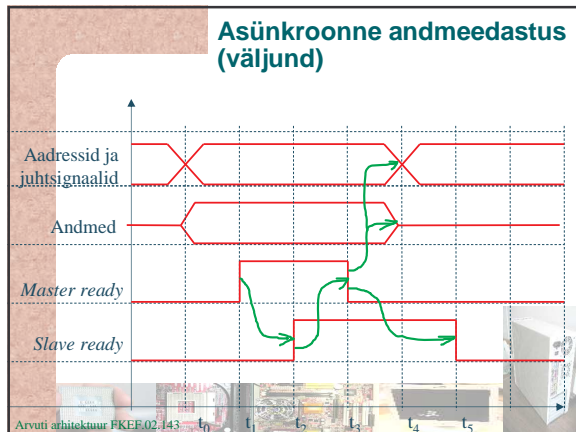 Asünkroonne andmeedastus
(väljund)
Aadressid ja
juhtsignaalid
Andmed
Master ready
Slave ready
Arvuti arhitektuur FKEF.02.143
t0 t1 t2 t3 t4 t5